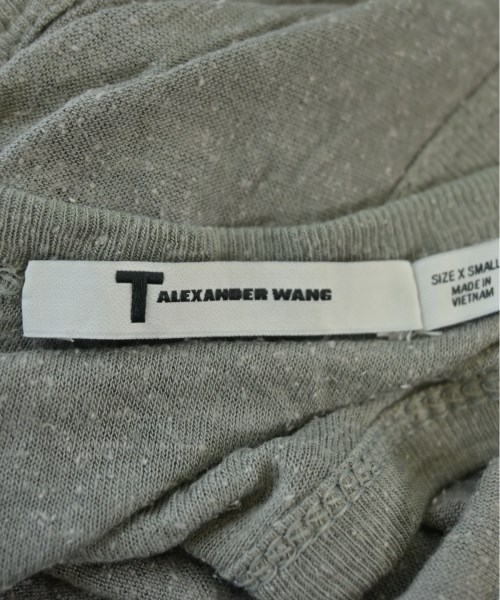 T ALEXANDER WANG
SIZE X SMALL
MADE IN
VIETNAM